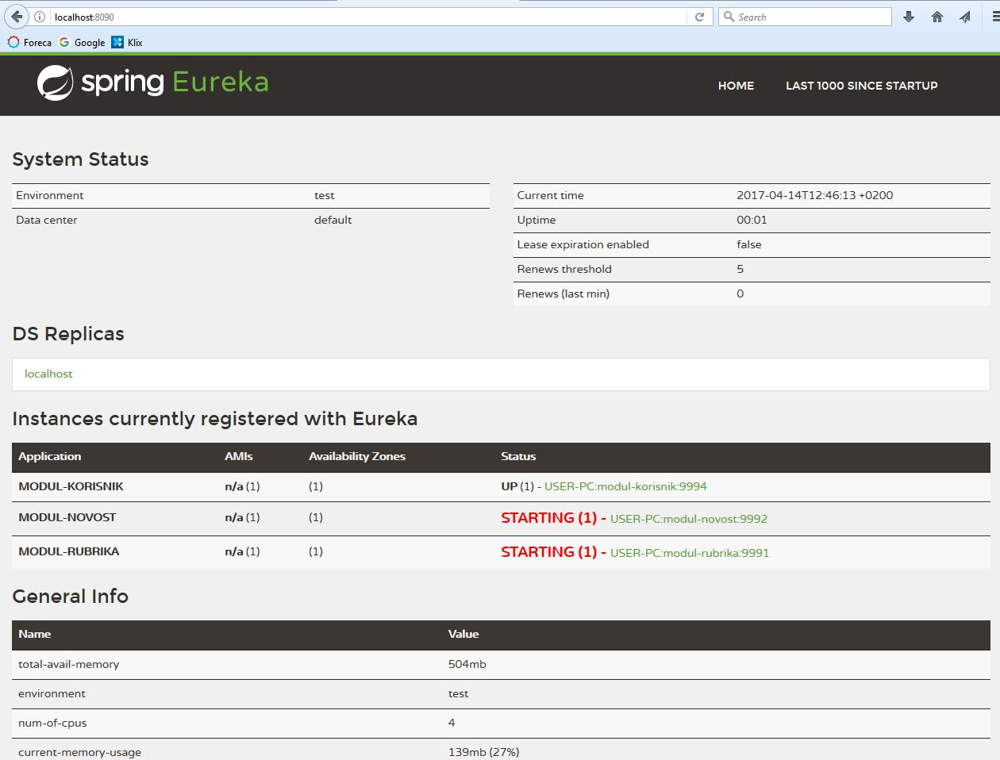 localhost:8090
Search
Foreca Google Klix
spring Eureka
HOME LAST 1000 SINCE STARTUP
System Status
Environment test
Data center default
Current time 2017-04-14T12:46:13 +0200
Uptime 00:01
Lease expiration enabled false
Renews threshold 5
Renews (last min) 0
DS Replicas
localhost
Instances currently registered with Eureka
Application AMIs Availability Zones Status
MODUL-KORISNIK n/a (1) (1) UP (1) - USER-PC:modul-korisnik:9994
MODUL-NOVOST n/a (1) (1) STARTING (1) - USER-PC:modul-novost:9992
MODUL-RUBRIKA n/a (1) (1) STARTING (1) - USER-PC:modul-rubrika:9991
General Info
Name Value
total-avail-memory 504mb
environment test
num-of-cpus 4
current-memory-usage 139mb (27%)